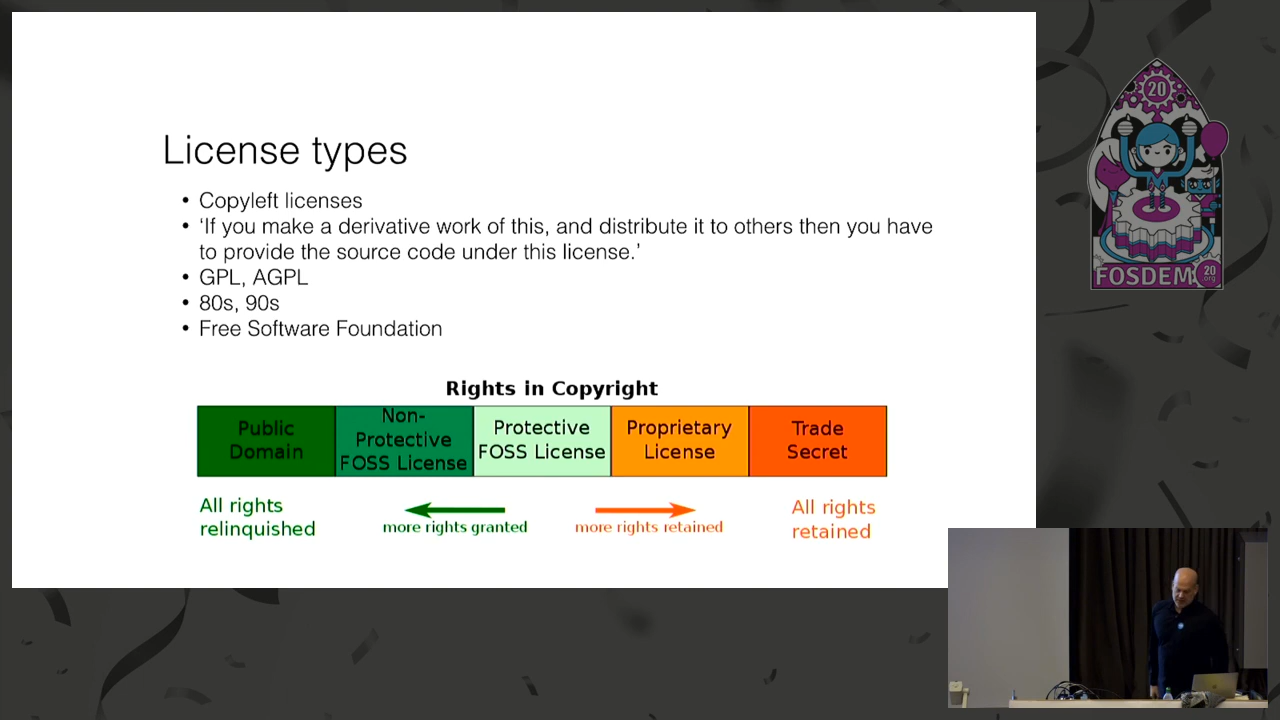 License types
• Copyleft licenses
• ‘If you make a derivative work of this, and distribute it to others then you have
to provide the source code under this license.’
• GPL, AGPL
• 80s, 90s
• Free Software Foundation
Rights in Copyright
Public
Domain
Non-
Protective
FOSS License
Protective
FOSS License
Proprietary
License
Trade
Secret
All rights
relinquished
more rights granted
more rights retained
All rights
retained
20
FOSDEM
20
.org